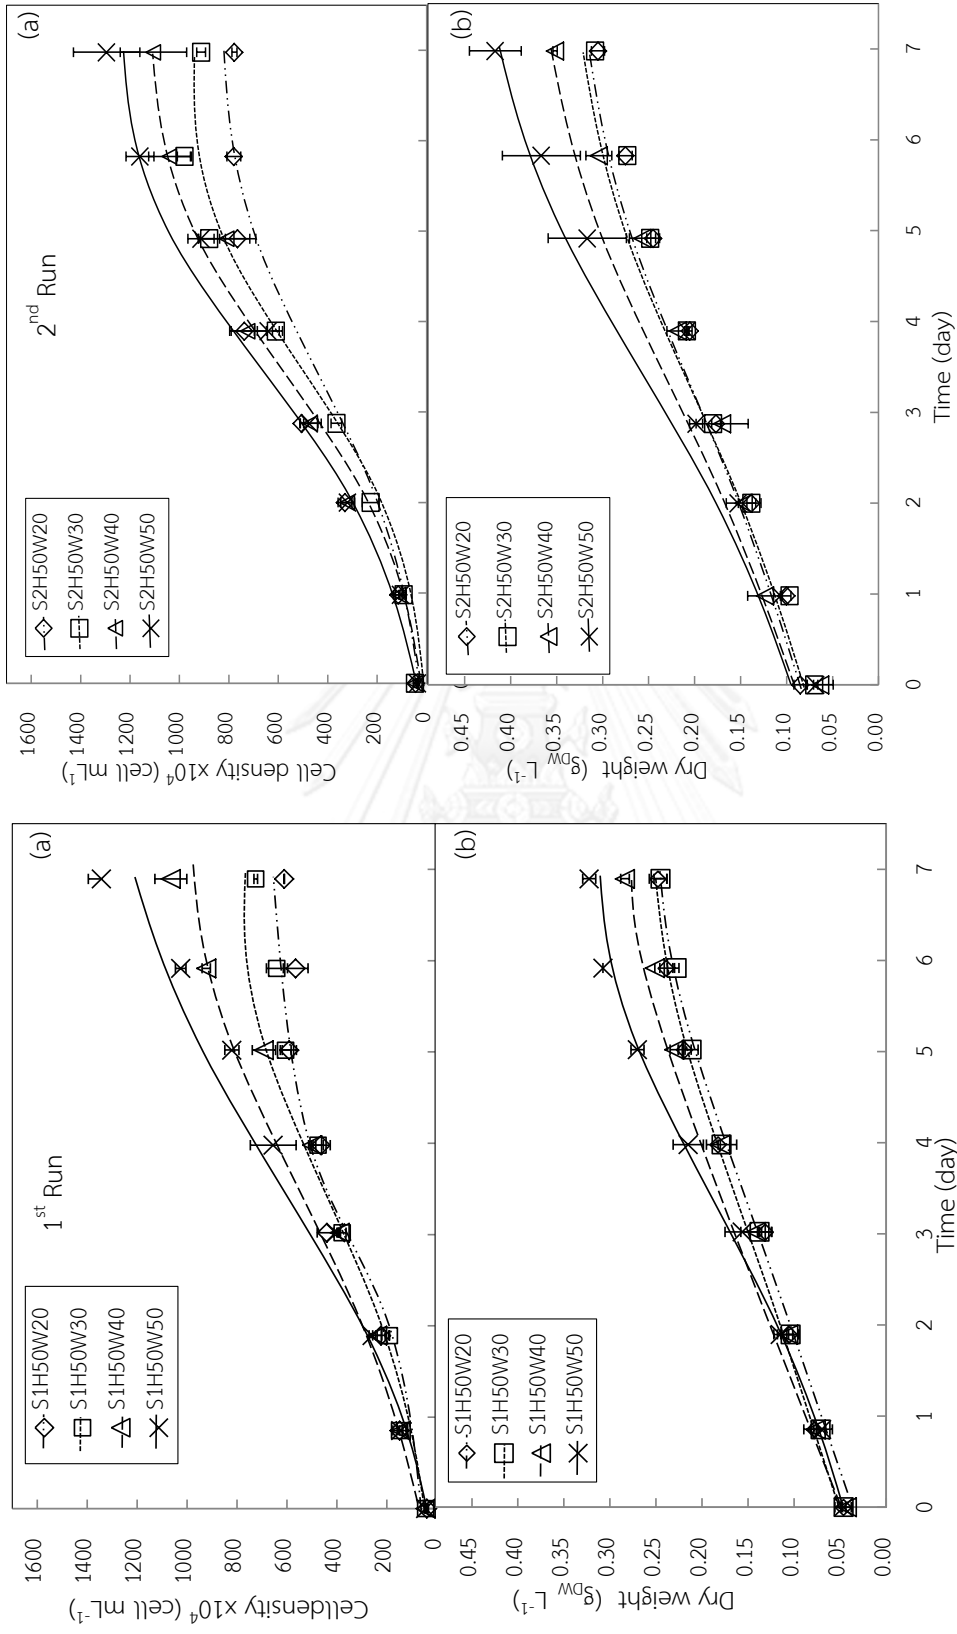 1st Run
(a)
Celldensity x10⁴ (cell mL⁻¹)
1600
1400
1200
1000
800
600
400
200
0
S1H50W20
S1H50W30
S1H50W40
S1H50W50
2nd Run
(a)
Cell density x10⁴ (cell mL⁻¹)
1600
1400
1200
1000
800
600
400
200
0
S2H50W20
S2H50W30
S2H50W40
S2H50W50
(b)
Dry weight (gDW L⁻¹)
0.45
0.40
0.35
0.30
0.25
0.20
0.15
0.10
0.05
0.00
S1H50W20
S1H50W30
S1H50W40
S1H50W50
0 1 2 3 4 5 6 7
Time (day)
(b)
Dry weight (gDW L⁻¹)
0.45
0.40
0.35
0.30
0.25
0.20
0.15
0.10
0.05
0.00
S2H50W20
S2H50W30
S2H50W40
S2H50W50
0 1 2 3 4 5 6 7
Time (day)